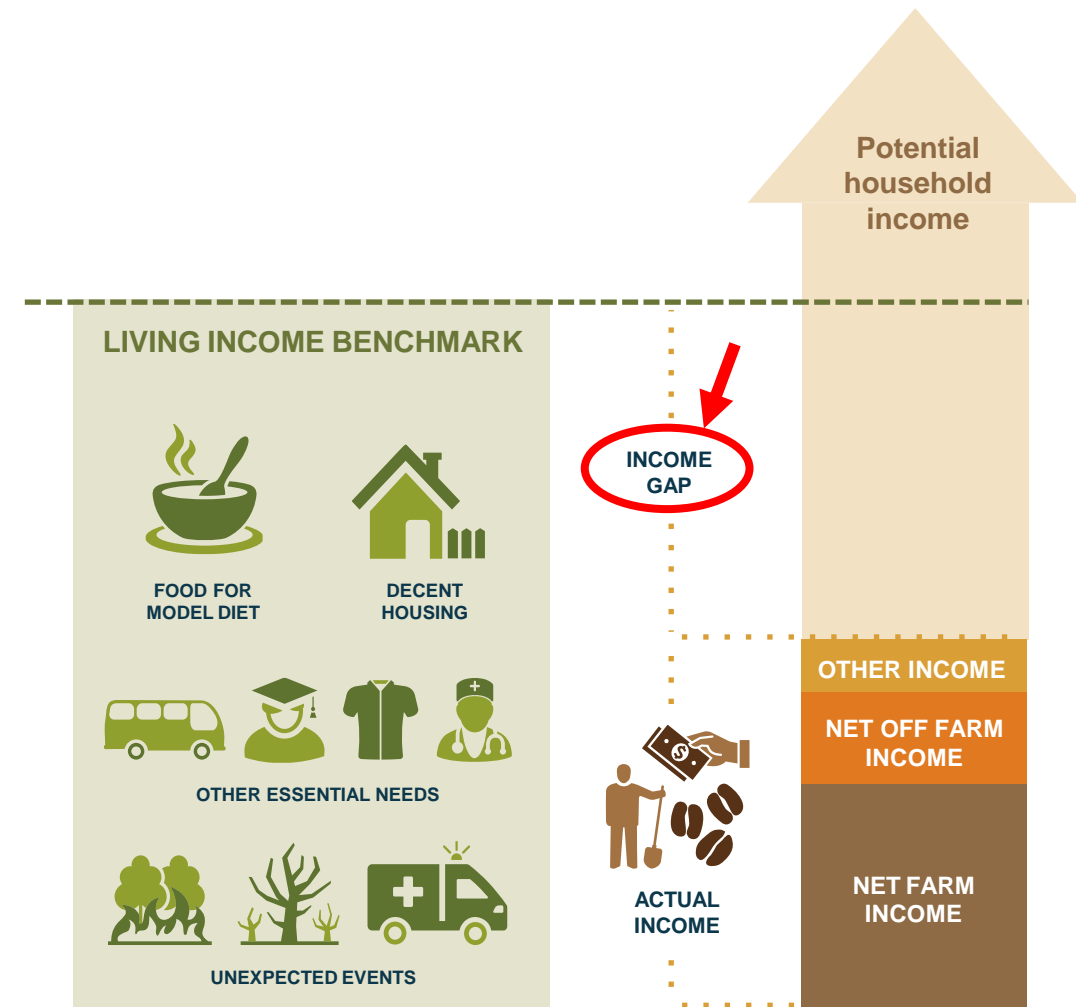 Potential
household
income
LIVING INCOME BENCHMARK
INCOME
GAP
FOOD FOR
MODEL DIET
DECENT
HOUSING
OTHER ESSENTIAL NEEDS
UNEXPECTED EVENTS
$
ACTUAL
INCOME
OTHER INCOME
NET OFF FARM
INCOME
NET FARM
INCOME